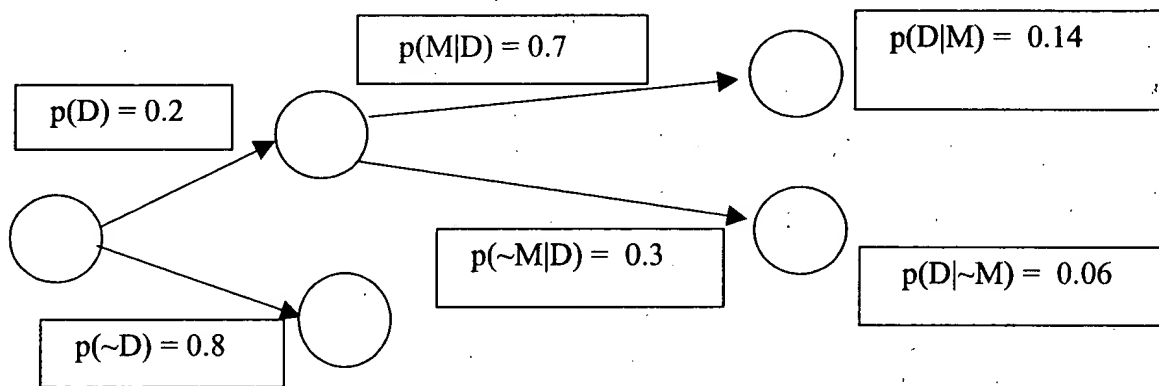 p(M|D) = 0.7
p(D|M) = 0.14
p(D) = 0.2
p(~M|D) = 0.3
p(D|~M) = 0.06
p(~D) = 0.8